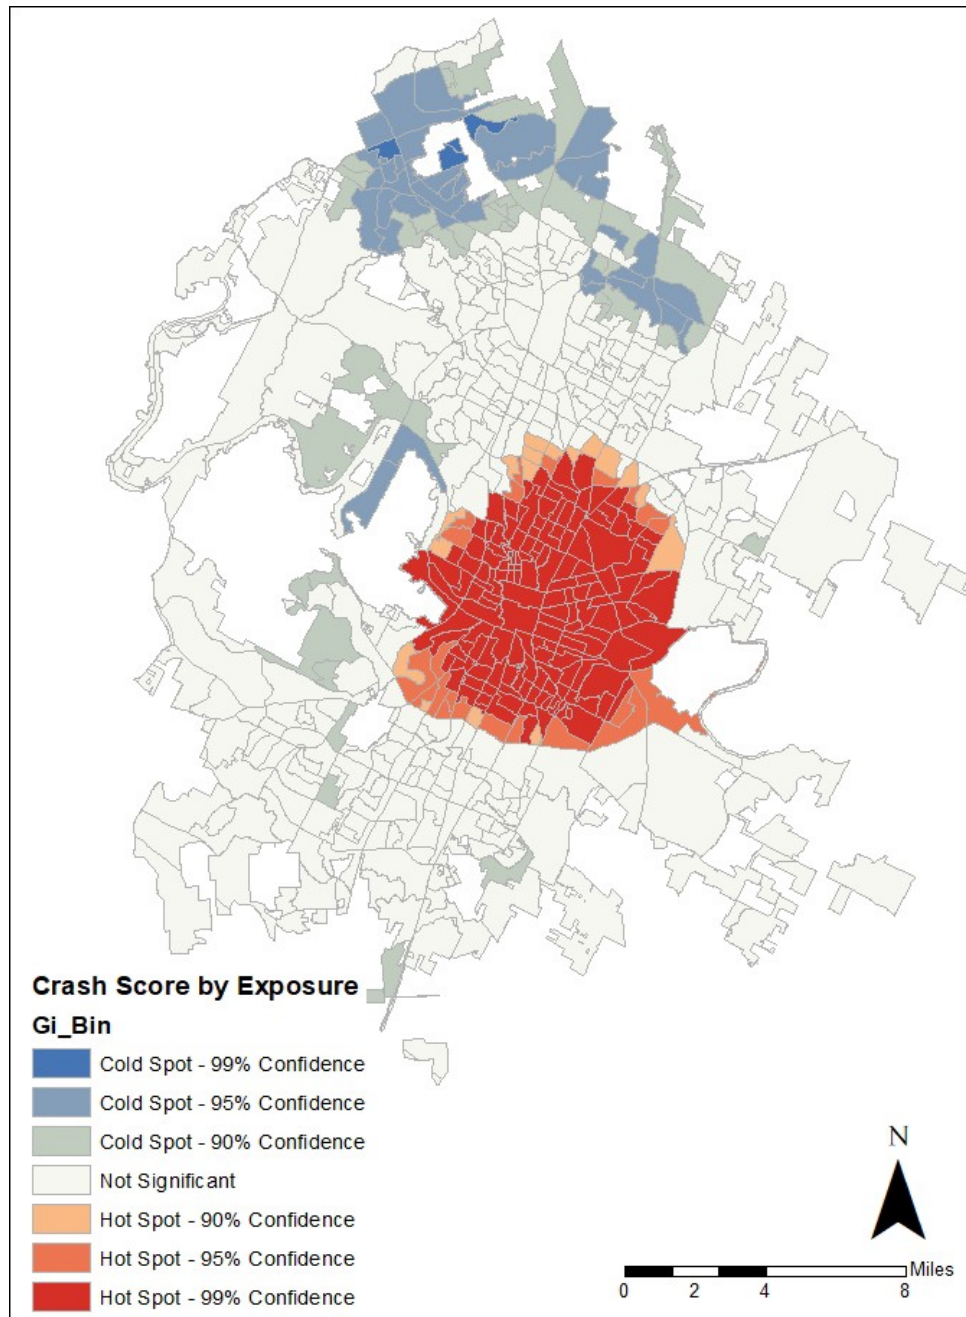 Crash Score by Exposure
Gi_Bin
Cold Spot - 99% Confidence
Cold Spot - 95% Confidence
Cold Spot - 90% Confidence
Not Significant
Hot Spot - 90% Confidence
Hot Spot - 95% Confidence
Hot Spot - 99% Confidence
N
Miles
0 2 4 8